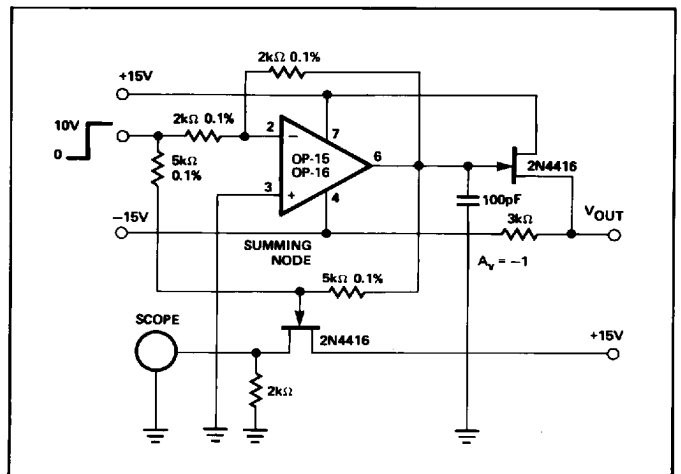 2kΩ 0.1%
+15V
2kΩ 0.1%
10V
0
2
7
−
5kΩ
0.1%
OP-15
OP-16
6
2N4416
3
+
4
100pF
VOUT
−15V
3kΩ
SUMMING
NODE
Av = −1
5kΩ 0.1%
SCOPE
2N4416
+15V
2kΩ